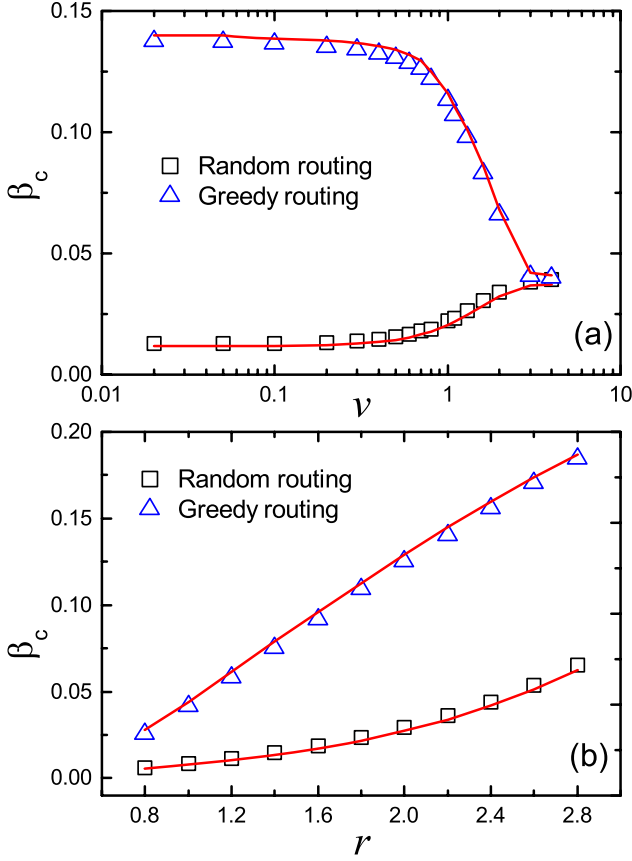 0.15
0.10
0.05
0.00
β_c
Random routing
Greedy routing
(a)
0.01
0.1
1
10
v
0.20
0.15
0.10
0.05
0.00
β_c
Random routing
Greedy routing
(b)
0.8
1.2
1.6
2.0
2.4
2.8
r